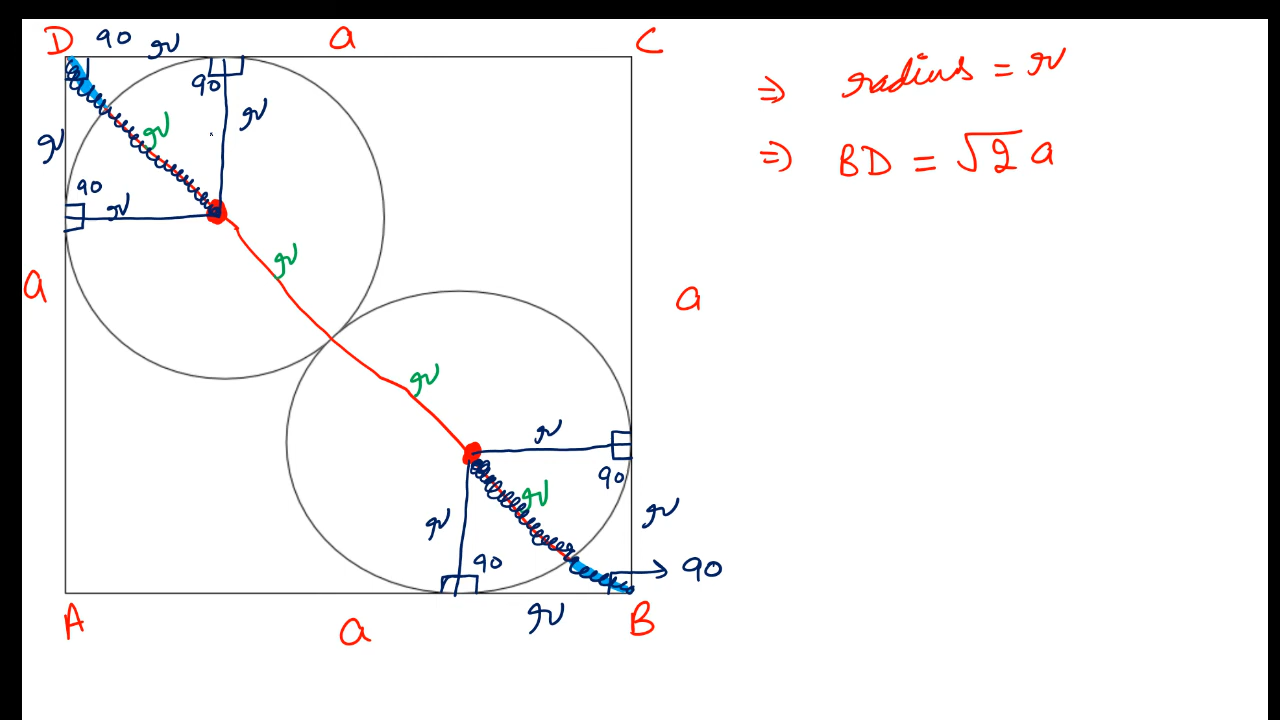 D 90 r a C
90
r r r
⇒ radius = r
⇒ BD = √2 a
90 r
r
a a
r
r
90
r r r
90 → 90
A a r B